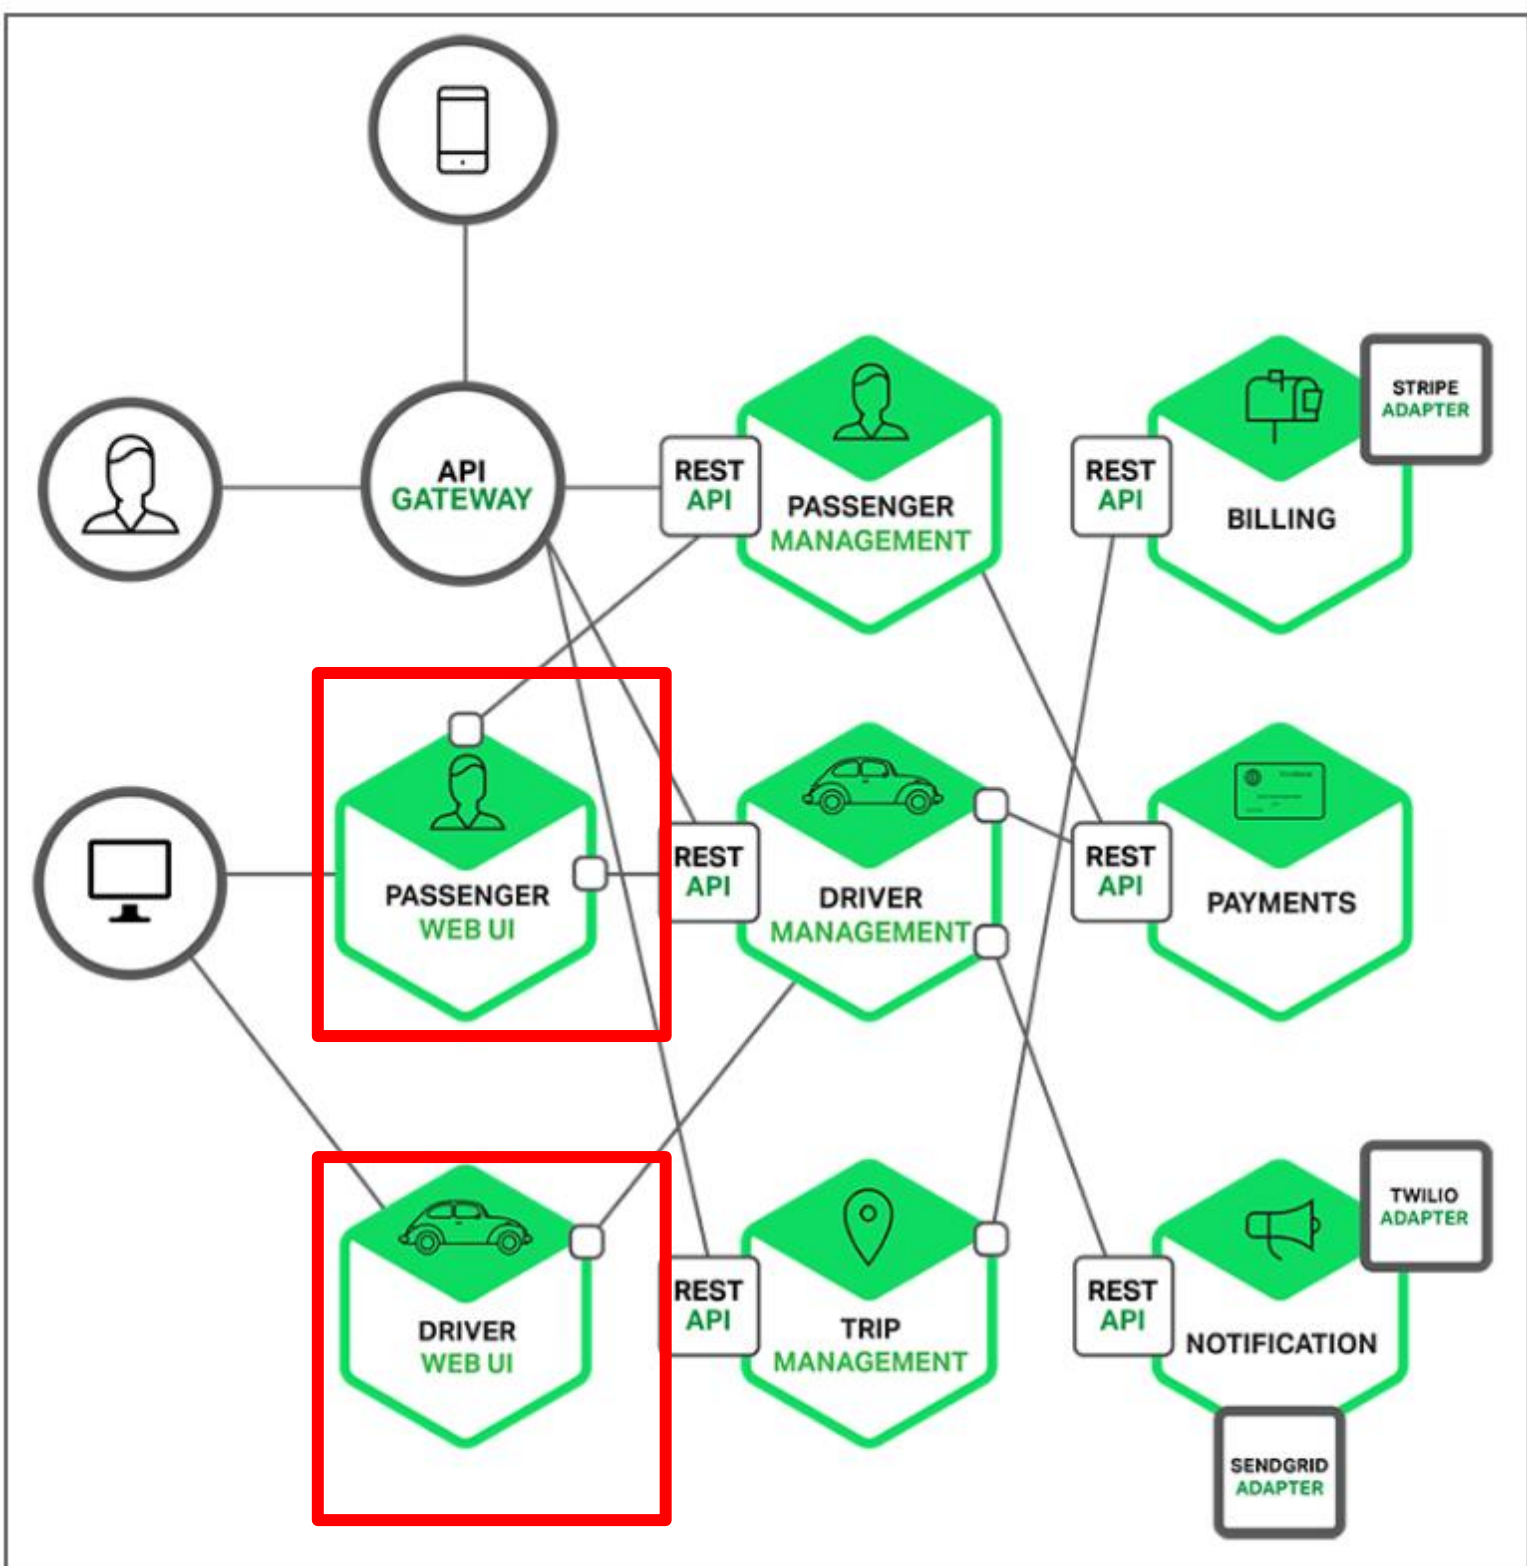 API
GATEWAY
REST
API
PASSENGER
MANAGEMENT
REST
API
BILLING
STRIPE
ADAPTER
PASSENGER
WEB UI
REST
API
DRIVER
MANAGEMENT
REST
API
PAYMENTS
DRIVER
WEB UI
REST
API
TRIP
MANAGEMENT
REST
API
NOTIFICATION
TWILIO
ADAPTER
SENDGRID
ADAPTER